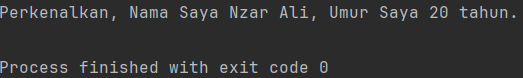 Perkenalkan, Nama Saya Nzar Ali, Umur Saya 20 tahun.
Process finished with exit code 0